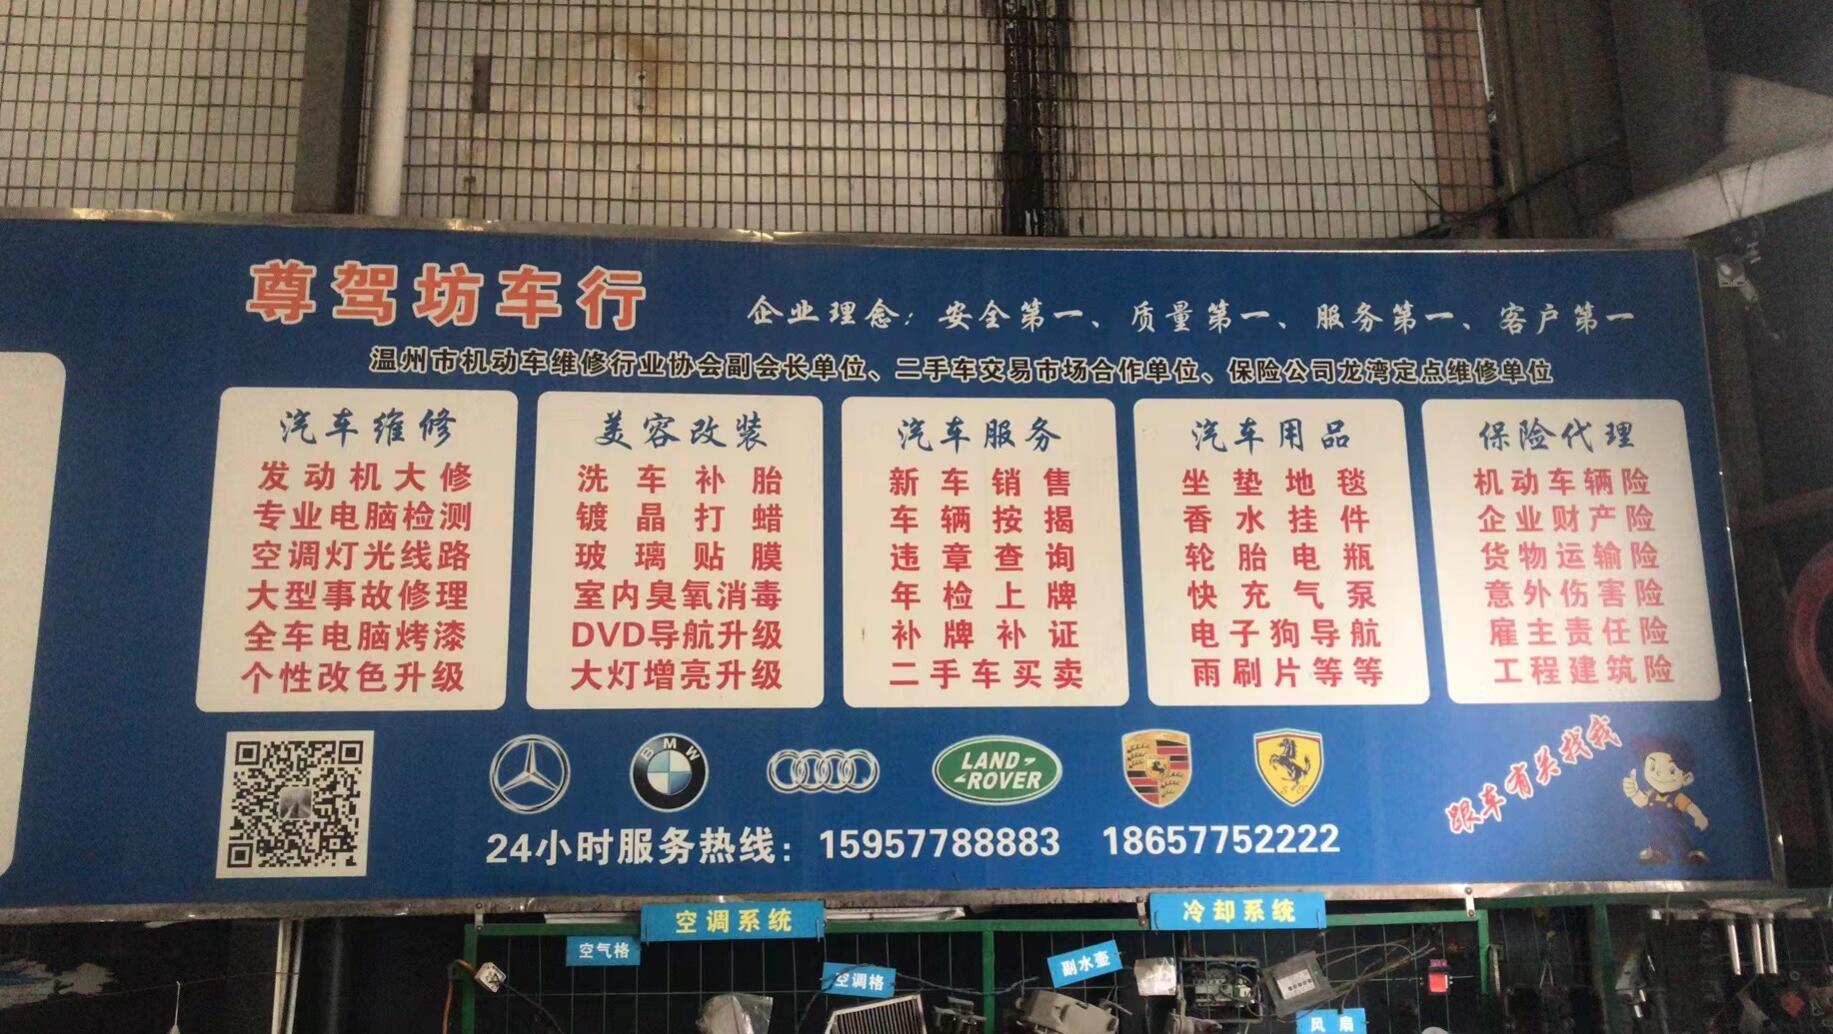 尊驾坊车行
企业理念：安全第一、质量第一、服务第一、客户第一
温州市机动车维修行业协会副会长单位、二手车交易市场合作单位、保险公司龙湾定点维修单位
汽车维修
发动机大修
专业电脑检测
空调灯光线路
大型事故修理
全车电脑烤漆
个性改色升级
美容改装
洗车补胎
镀晶打蜡
玻璃贴膜
室内臭氧消毒
DVD导航升级
大灯增亮升级
汽车服务
新车销售
车辆按揭
违章查询
年检上牌
补牌补证
二手车买卖
汽车用品
坐垫地毯
香水挂件
轮胎电瓶
快充气泵
电子狗导航
雨刷片等等
保险代理
机动车辆险
企业财产险
货物运输险
意外伤害险
雇主责任险
工程建筑险
BMW
LAND ROVER
S F
跟车有关找我
24小时服务热线：15957788883 18657752222
空调系统
冷却系统
空气格
空调格
副水壶
风扇